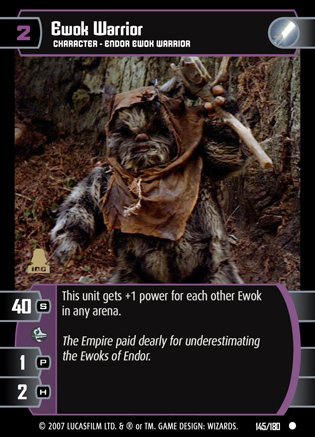 2
Ewok Warrior
CHARACTER - ENDOR EWOK WARRIOR
IDG
40 S
This unit gets +1 power for each other Ewok
in any arena.
The Empire paid dearly for underestimating
the Ewoks of Endor.
1 P
2 H
© 2007 LUCASFILM LTD. & ® or TM. GAME DESIGN: WIZARDS.
145/180